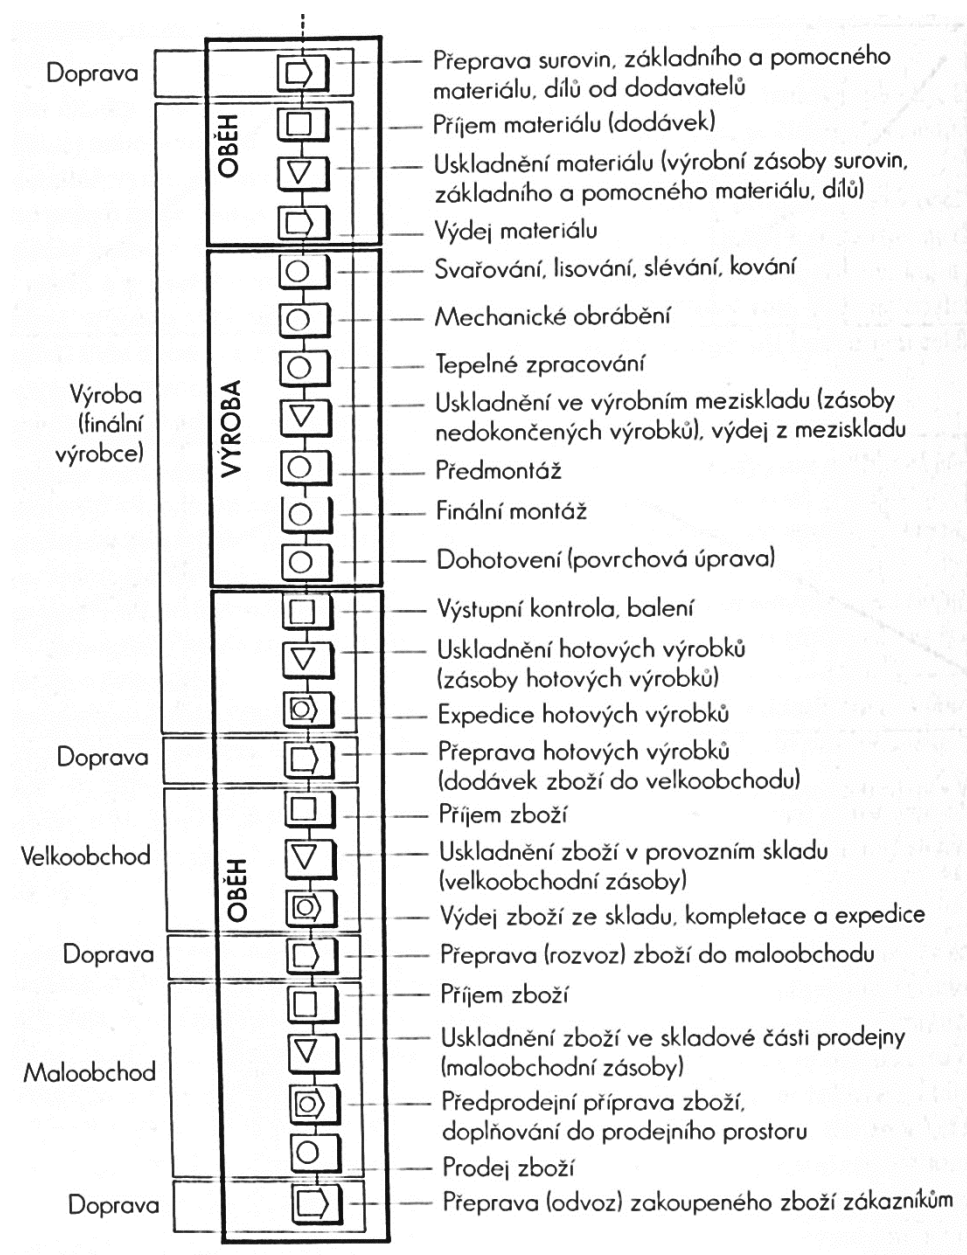 Doprava
Přeprava surovin, základního a pomocného
materiálu, dílů od dodavatelů
OBĚH
Příjem materiálu (dodávek)
Uskladnění materiálu (výrobní zásoby surovin,
základního a pomocného materiálu, dílů)
Výdej materiálu
Výroba
(finální
výrobce)
VÝROBA
Svařování, lisování, slévání, kování
Mechanické obrábění
Tepelné zpracování
Uskladnění ve výrobním meziskladu (zásoby
nedokončených výrobků), výdej z meziskladu
Předmontáž
Finální montáž
Dohotovení (povrchová úprava)
Výstupní kontrola, balení
Uskladnění hotových výrobků
(zásoby hotových výrobků)
Expedice hotových výrobků
Doprava
Přeprava hotových výrobků
(dodávek zboží do velkoobchodu)
OBĚH
Velkoobchod
Příjem zboží
Uskladnění zboží v provozním skladu
(velkoobchodní zásoby)
Výdej zboží ze skladu, kompletace a expedice
Doprava
Přeprava (rozvoz) zboží do maloobchodu
Maloobchod
Příjem zboží
Uskladnění zboží ve skladové části prodejny
(maloobchodní zásoby)
Předprodejní příprava zboží,
doplňování do prodejního prostoru
Prodej zboží
Doprava
Přeprava (odvoz) zakoupeného zboží zákazníkům